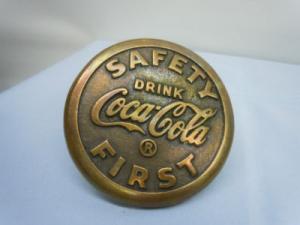 SAFETY
DRINK
Coca-Cola
®
FIRST